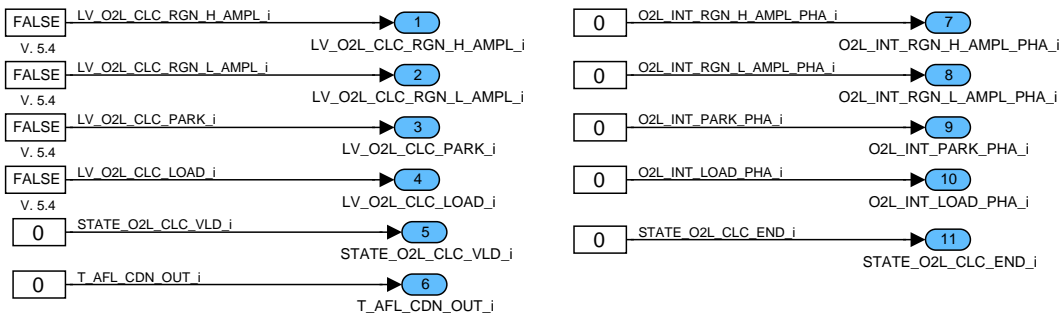 FALSE LV_O2L_CLC_RGN_H_AMPL_i 1
V. 5.4 LV_O2L_CLC_RGN_H_AMPL_i
FALSE LV_O2L_CLC_RGN_L_AMPL_i 2
V. 5.4 LV_O2L_CLC_RGN_L_AMPL_i
FALSE LV_O2L_CLC_PARK_i 3
V. 5.4 LV_O2L_CLC_PARK_i
FALSE LV_O2L_CLC_LOAD_i 4
V. 5.4 LV_O2L_CLC_LOAD_i
0 STATE_O2L_CLC_VLD_i 5
STATE_O2L_CLC_VLD_i
0 T_AFL_CDN_OUT_i 6
T_AFL_CDN_OUT_i
0 O2L_INT_RGN_H_AMPL_PHA_i 7
O2L_INT_RGN_H_AMPL_PHA_i
0 O2L_INT_RGN_L_AMPL_PHA_i 8
O2L_INT_RGN_L_AMPL_PHA_i
0 O2L_INT_PARK_PHA_i 9
O2L_INT_PARK_PHA_i
0 O2L_INT_LOAD_PHA_i 10
O2L_INT_LOAD_PHA_i
0 STATE_O2L_CLC_END_i 11
STATE_O2L_CLC_END_i